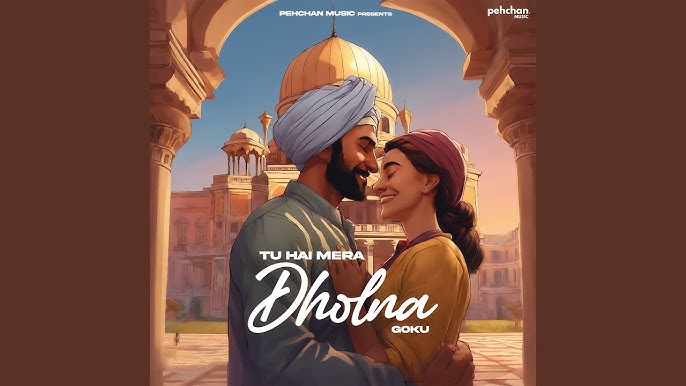 PEHCHAN MUSIC PRESENTS
pehchan
MUSIC
TU HAI MERA
Dholna
GOKU